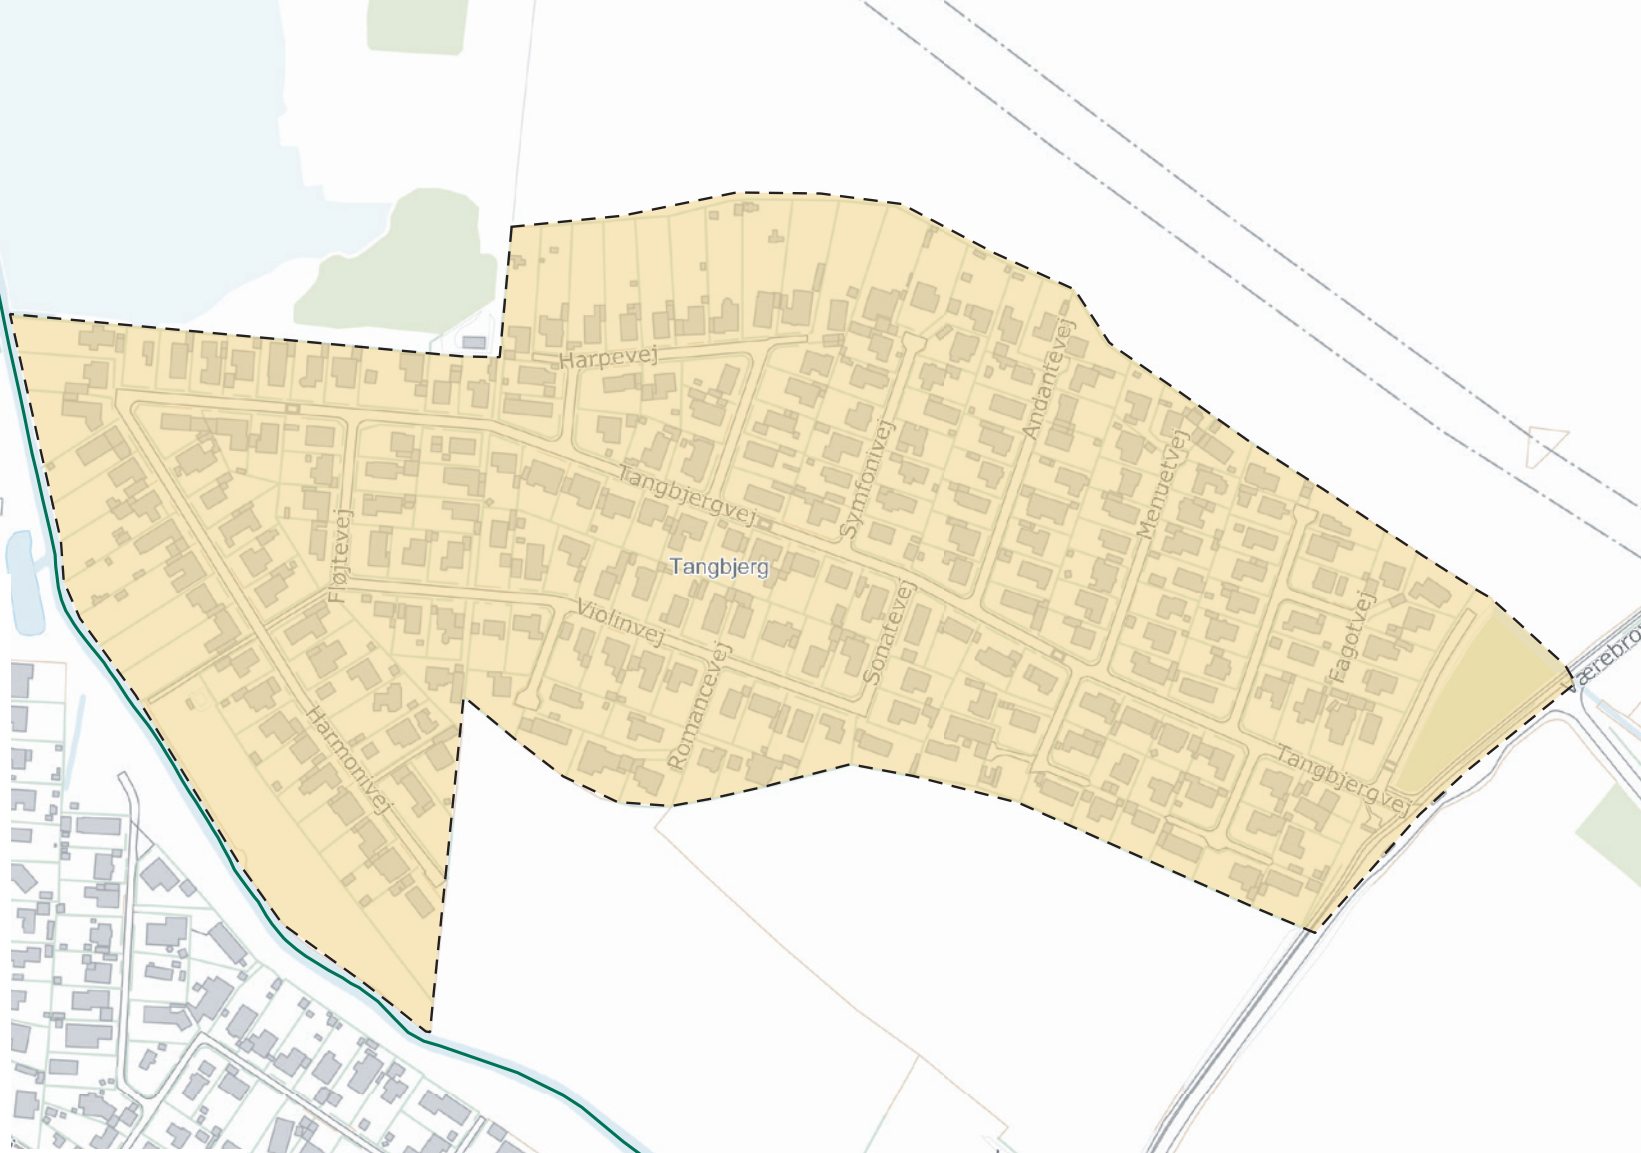 Harpevej
Andantevej
Symfonivej
Menuetvej
Tangbjergvej
Fløjtevej
Tangbjerg
Violinvej
Sonatevej
Fagotvej
Romancevej
Harmonivej
Tangbjergvej